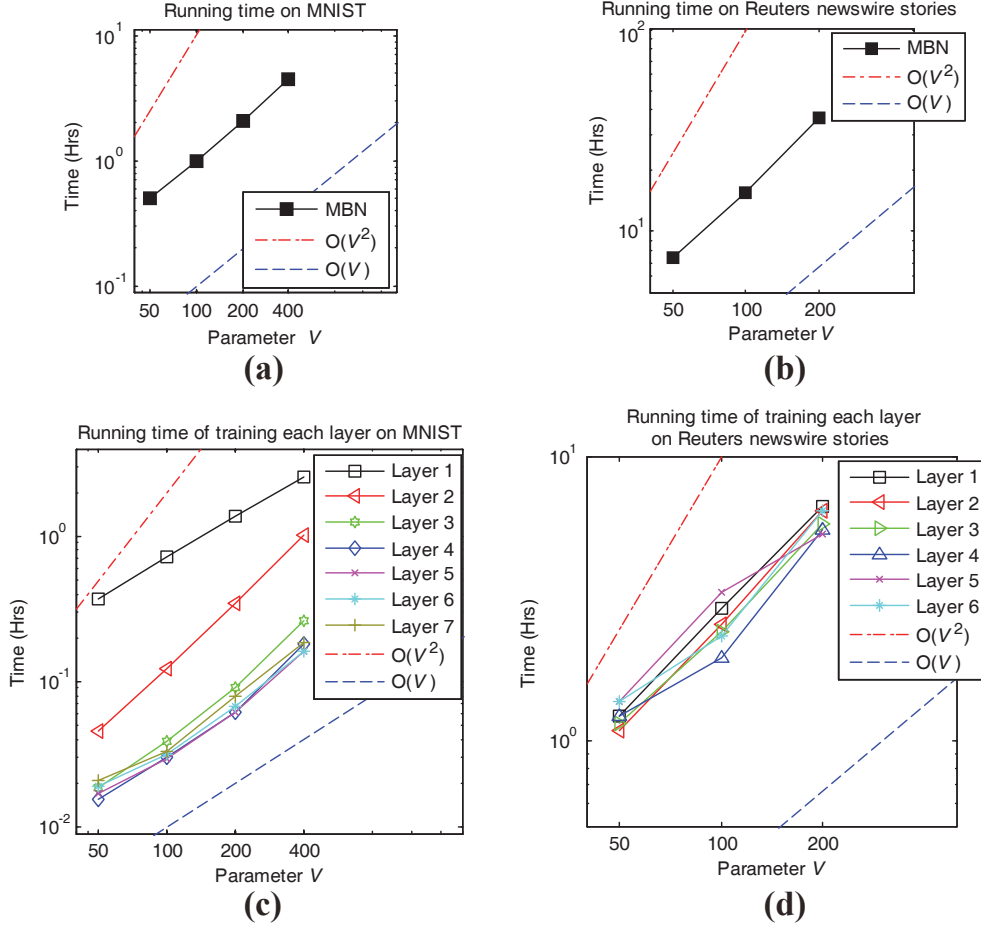 Running time on MNIST
10^1
10^0
10^-1
Time (Hrs)
MBN
O(V^2)
O(V)
50 100 200 400
Parameter V
(a)
Running time on Reuters newswire stories
10^2
10^1
Time (Hrs)
MBN
O(V^2)
O(V)
50 100 200
Parameter V
(b)
Running time of training each layer on MNIST
10^0
10^-1
10^-2
Time (Hrs)
Layer 1
Layer 2
Layer 3
Layer 4
Layer 5
Layer 6
Layer 7
O(V^2)
O(V)
50 100 200 400
Parameter V
(c)
Running time of training each layer
on Reuters newswire stories
10^1
10^0
Time (Hrs)
Layer 1
Layer 2
Layer 3
Layer 4
Layer 5
Layer 6
O(V^2)
O(V)
50 100 200
Parameter V
(d)